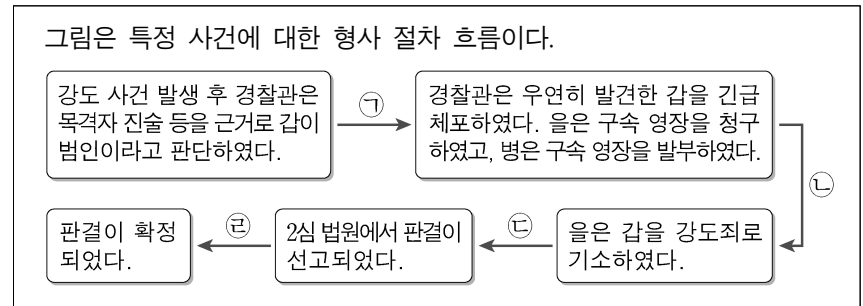 그림은 특정 사건에 대한 형사 절차 흐름이다.
강도 사건 발생 후 경찰관은
목격자 진술 등을 근거로 갑이
범인이라고 판단하였다.
㉠
경찰관은 우연히 발견한 갑을 긴급
체포하였다. 을은 구속 영장을 청구
하였고, 병은 구속 영장을 발부하였다.
㉡
을은 갑을 강도죄로
기소하였다.
㉢
2심 법원에서 판결이
선고되었다.
㉣
판결이 확정
되었다.